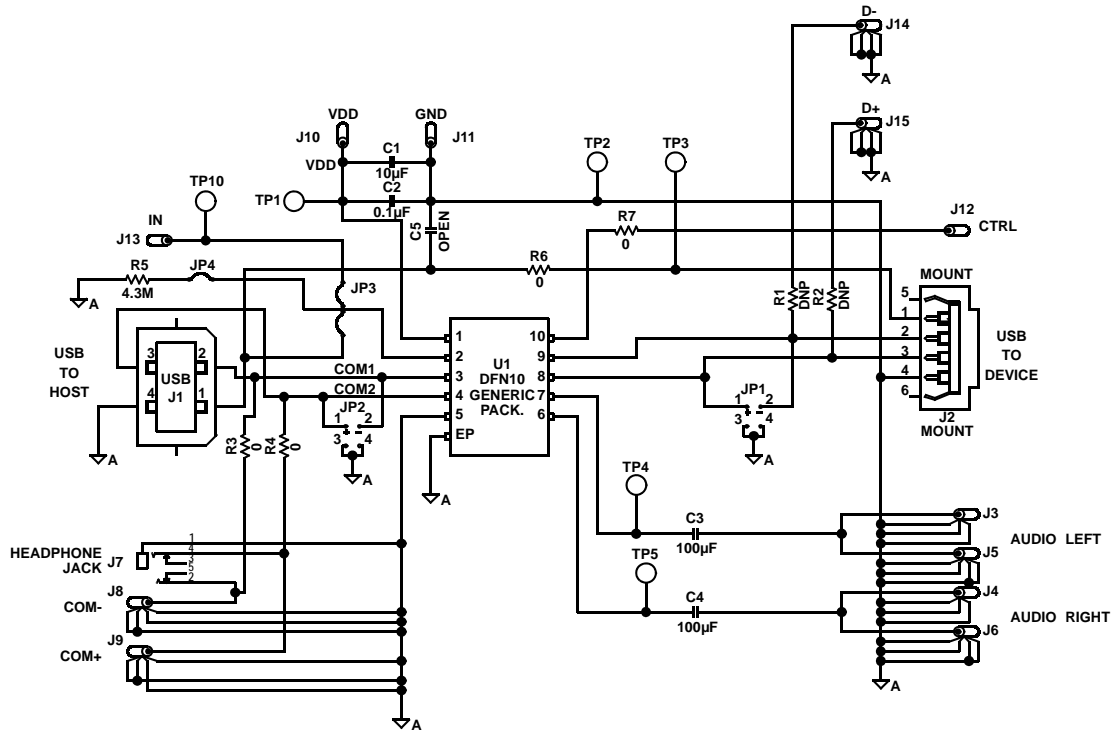 D-
J14
A
D+
J15
A
VDD
GND
J10
J11
C1
VDD
10µF
TP2
TP3
TP10
C2
TP1
0.1µF
C5
OPEN
IN
J13
R7
0
J12
CTRL
R5
JP4
4.3M
A
R6
0
JP3
R1
DNP
R2
DNP
MOUNT
5
1
2
3
4
6
USB
TO
DEVICE
J2
MOUNT
USB
TO
HOST
3
2
USB
J1
4
1
A
COM1
COM2
1
2
3
4
5
EP
U1
DFN10
GENERIC
PACK.
10
9
8
7
6
A
R3
0
R4
0
JP2
1 2
3 4
A
JP1
1 2
3 4
A
TP4
C3
100µF
TP5
C4
100µF
J3
AUDIO LEFT
J5
J4
AUDIO RIGHT
J6
A
HEADPHONE
JACK
J7
1
4
3
5
2
J8
COM-
J9
COM+
A